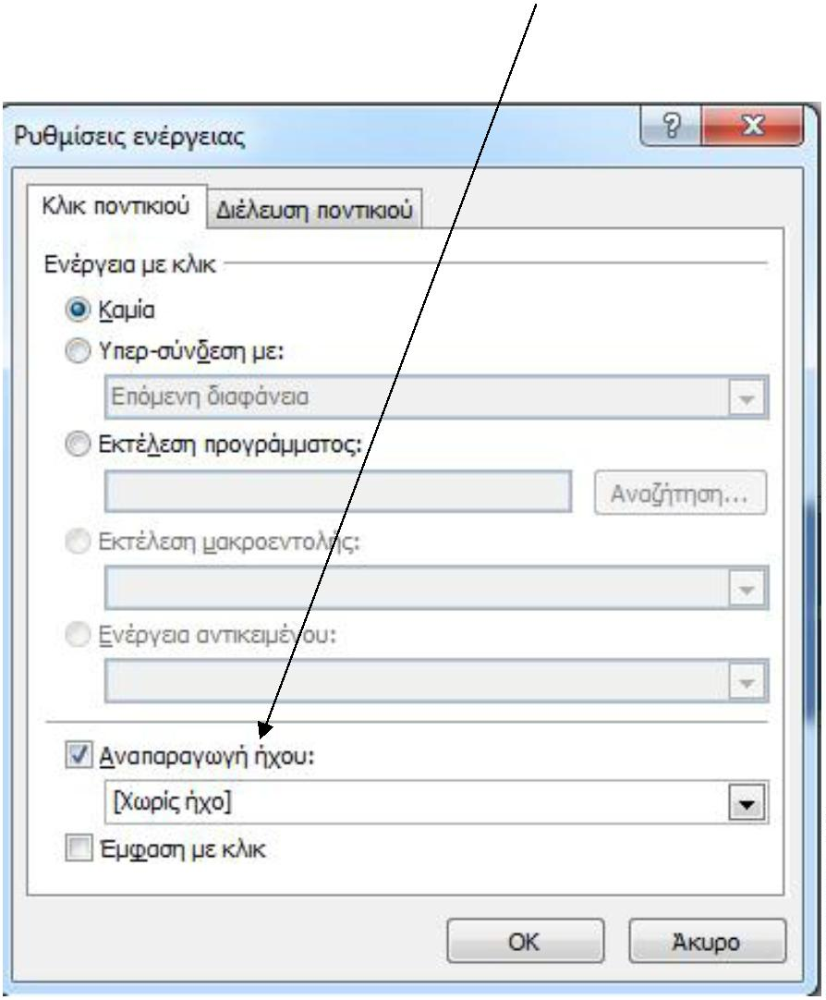 Ρυθμίσεις ενέργειας
Κλικ ποντικιού
Διέλευση ποντικιού
Ενέργεια με κλικ
Καμία
Υπερ-σύνδεση με:
Επόμενη διαφάνεια
Εκτέλεση προγράμματος:
Αναζήτηση...
Εκτέλεση μακροεντολής:
Ενέργεια αντικειμένου:
Αναπαραγωγή ήχου:
[Χωρίς ήχο]
Έμφαση με κλικ
OK
Άκυρο